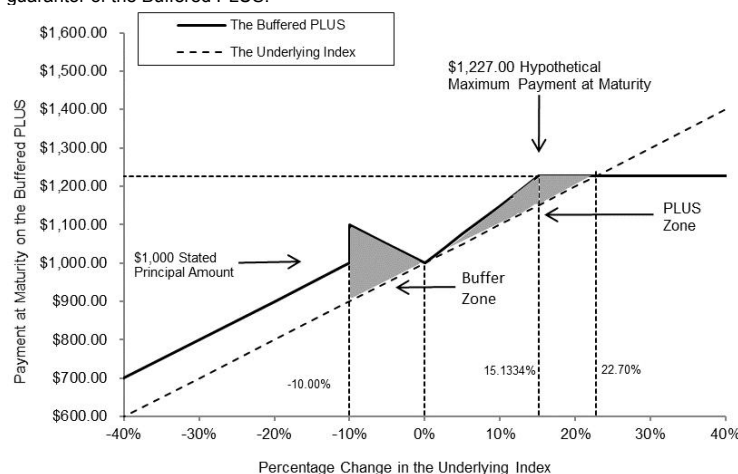 guarantor of the Buffered PLUS.
The Buffered PLUS
The Underlying Index
$1,600.00
$1,500.00
$1,400.00
$1,300.00
$1,200.00
$1,100.00
$1,000.00
$900.00
$800.00
$700.00
$600.00
Payment at Maturity on the Buffered PLUS
$1,227.00 Hypothetical
Maximum Payment at Maturity
PLUS
Zone
$1,000 Stated
Principal Amount
Buffer
Zone
-10.00%
15.1334%
22.70%
-40% -30% -20% -10% 0% 10% 20% 30% 40%
Percentage Change in the Underlying Index